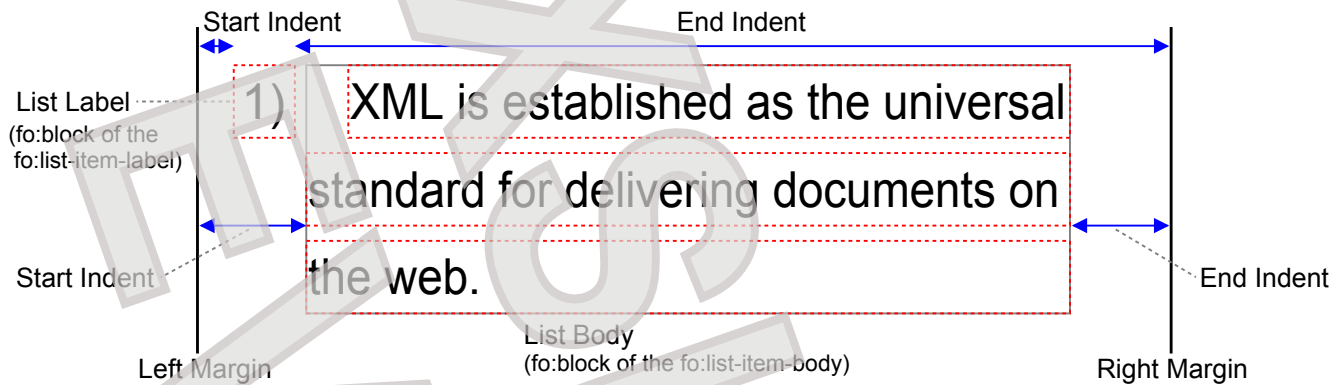 Start Indent
End Indent
List Label
(fo:block of the
fo:list-item-label)
1)
XML is established as the universal
standard for delivering documents on
the web.
Start Indent
End Indent
List Body
(fo:block of the fo:list-item-body)
Left Margin
Right Margin